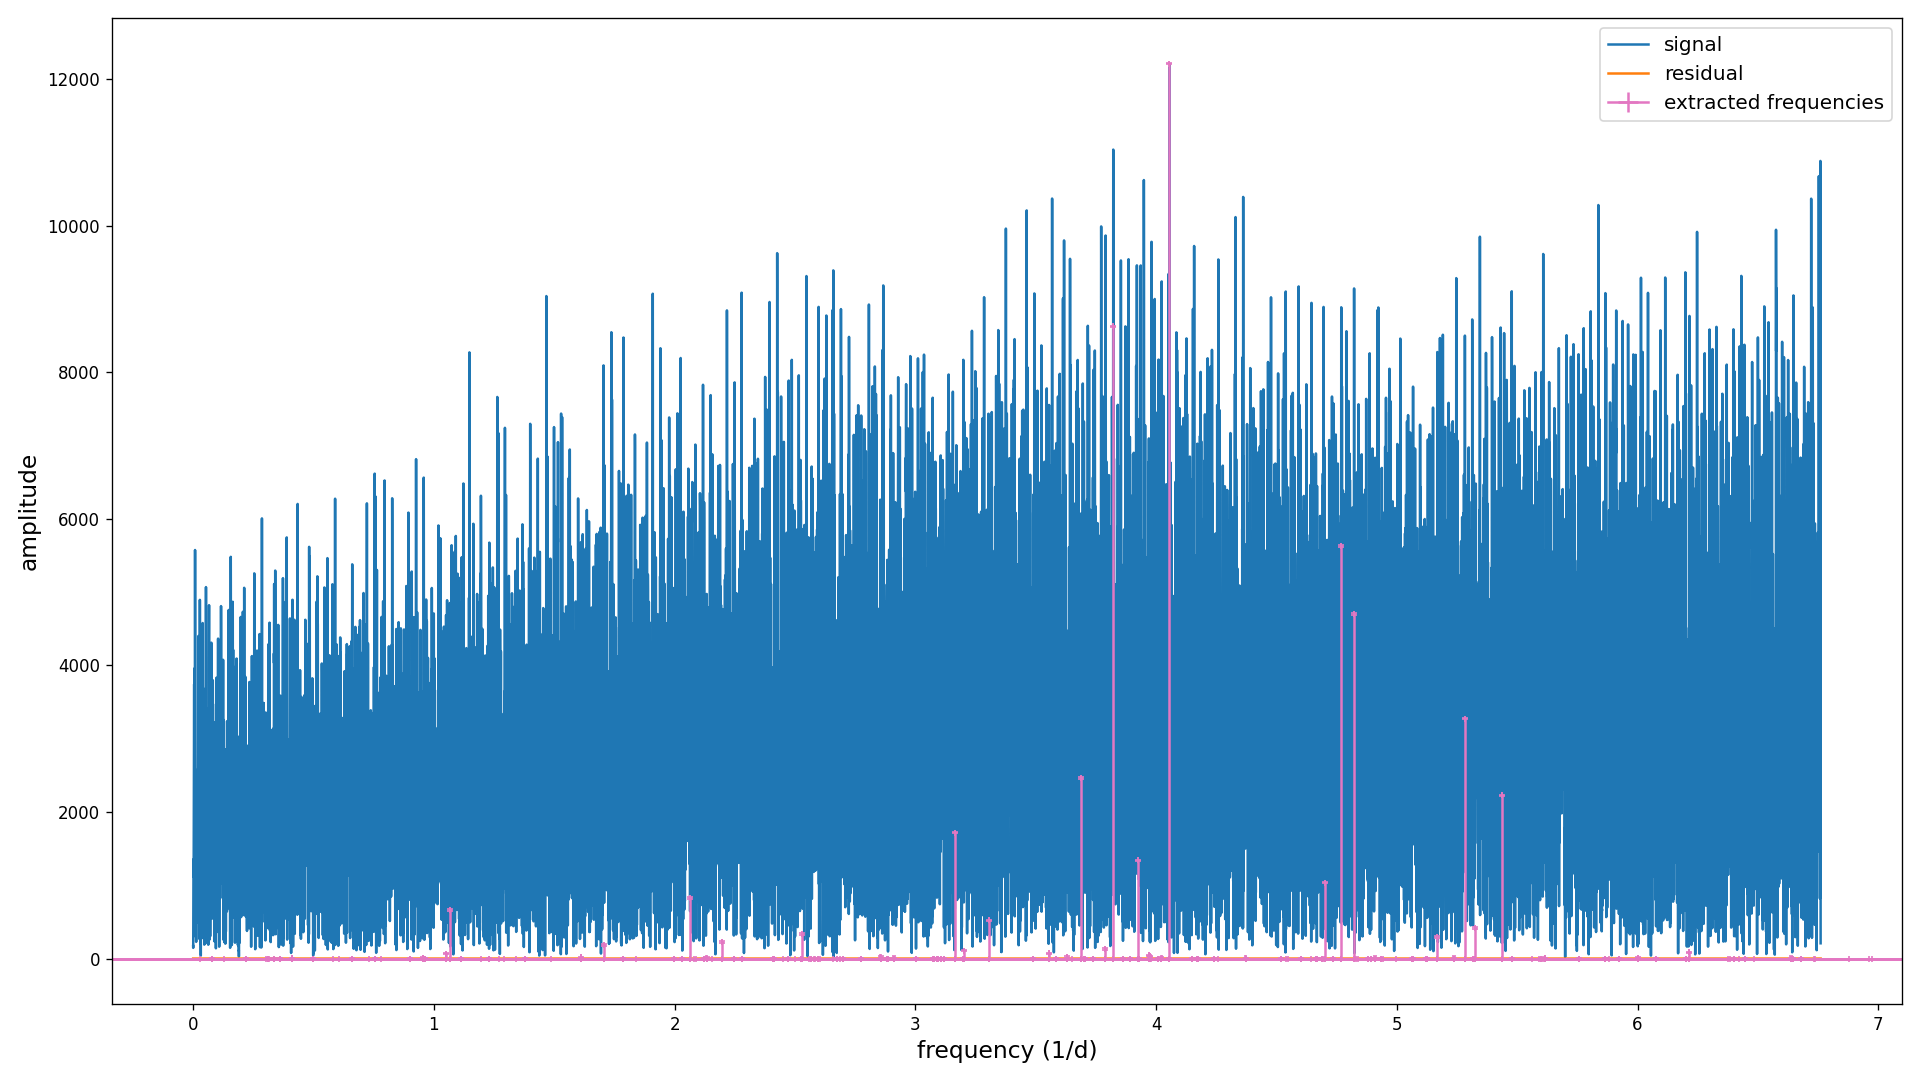 signal
residual
extracted frequencies
12000
10000
8000
6000
4000
2000
0
amplitude
0 1 2 3 4 5 6 7
frequency (1/d)